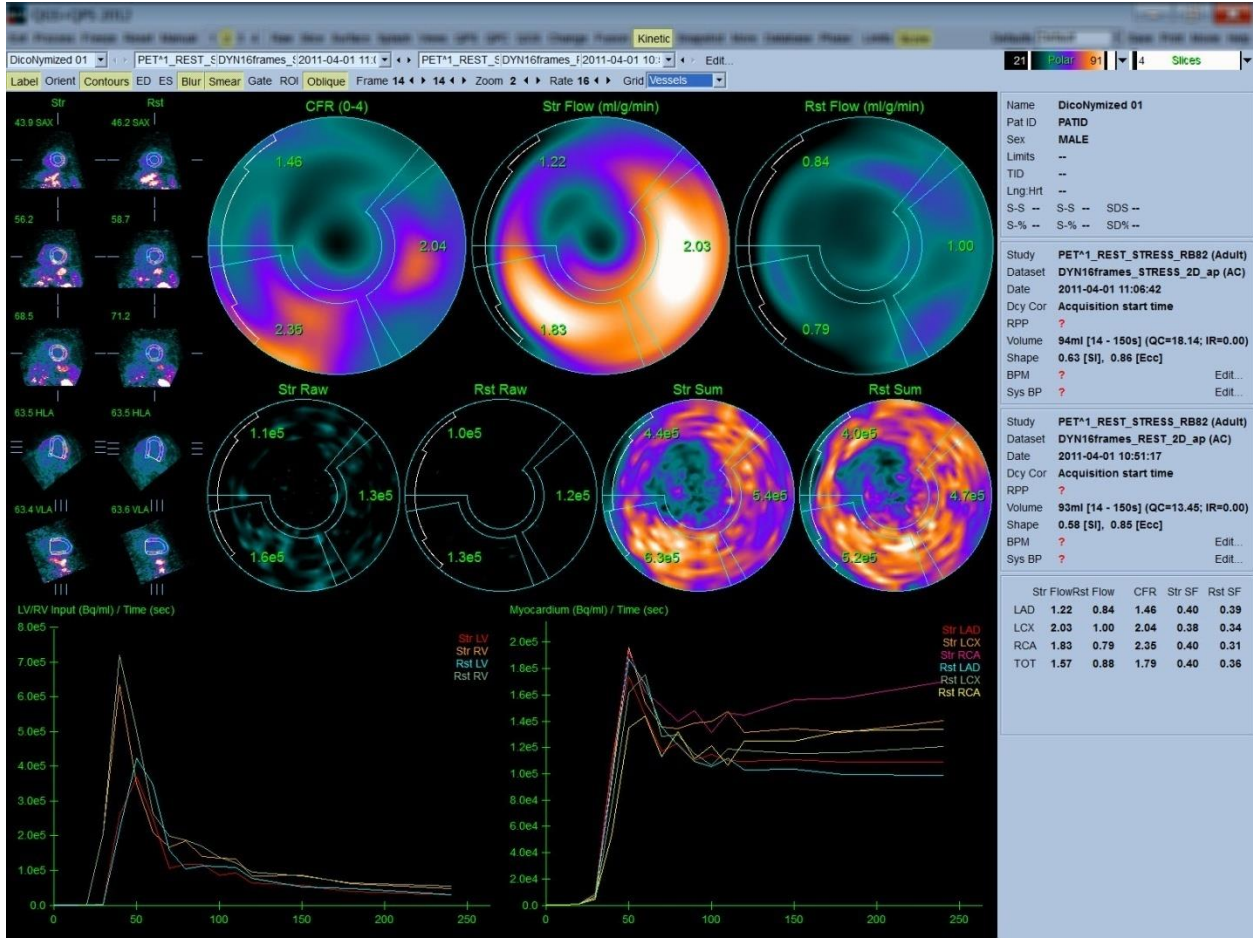 QGS+QPS 2012
Kinetic
DicoNymized 01 PET^1_REST_S DYN16frames_S 2011-04-01 11:( PET^1_REST_S DYN16frames_F 2011-04-01 10:! Edit...
21 Polar 91 4 Slices
Label Orient Contours ED ES Blur Smear Gate ROI Oblique Frame 14 14 Zoom 2 Rate 16 Grid Vessels
Str Rst
43.9 SAX 46.2 SAX
56.2 58.7
68.5 71.2
63.5 HLA 63.5 HLA
63.4 VLA 63.6 VLA
CFR (0-4)
1.46
2.04
2.35
Str Flow (ml/g/min)
1.22
2.03
1.83
Rst Flow (ml/g/min)
0.84
1.00
0.79
Str Raw
1.1e5
1.3e5
1.6e5
Rst Raw
1.0e5
1.2e5
1.3e5
Str Sum
4.4e5
5.4e5
6.3e5
Rst Sum
4.0e5
4.7e5
5.2e5
LV/RV Input (Bq/ml) / Time (sec)
8.0e5
7.0e5
6.0e5
5.0e5
4.0e5
3.0e5
2.0e5
1.0e5
0.0
0 50 100 150 200 250
Str LV
Str RV
Rst LV
Rst RV
Myocardium (Bq/ml) / Time (sec)
2.0e5
1.8e5
1.6e5
1.4e5
1.2e5
1.0e5
8.0e4
6.0e4
4.0e4
2.0e4
0.0
0 50 100 150 200 250
Str LAD
Str LCX
Str RCA
Rst LAD
Rst LCX
Rst RCA
Name DicoNymized 01
Pat ID PATID
Sex MALE
Limits --
TID --
Lng:Hrt --
S-S -- S-S -- SDS --
S-% -- S-% -- SD% --
Study PET^1_REST_STRESS_RB82 (Adult)
Dataset DYN16frames_STRESS_2D_ap (AC)
Date 2011-04-01 11:06:42
Dcy Cor Acquisition start time
RPP ?
Volume 94ml [14 - 150s] (QC=18.14; IR=0.00)
Shape 0.63 [SI], 0.86 [Ecc]
BPM ? Edit...
Sys BP ? Edit...
Study PET^1_REST_STRESS_RB82 (Adult)
Dataset DYN16frames_REST_2D_ap (AC)
Date 2011-04-01 10:51:17
Dcy Cor Acquisition start time
RPP ?
Volume 93ml [14 - 150s] (QC=13.45; IR=0.00)
Shape 0.58 [SI], 0.85 [Ecc]
BPM ? Edit...
Sys BP ? Edit...
Str Flow Rst Flow CFR Str SF Rst SF
LAD 1.22 0.84 1.46 0.40 0.39
LCX 2.03 1.00 2.04 0.38 0.34
RCA 1.83 0.79 2.35 0.40 0.31
TOT 1.57 0.88 1.79 0.40 0.36